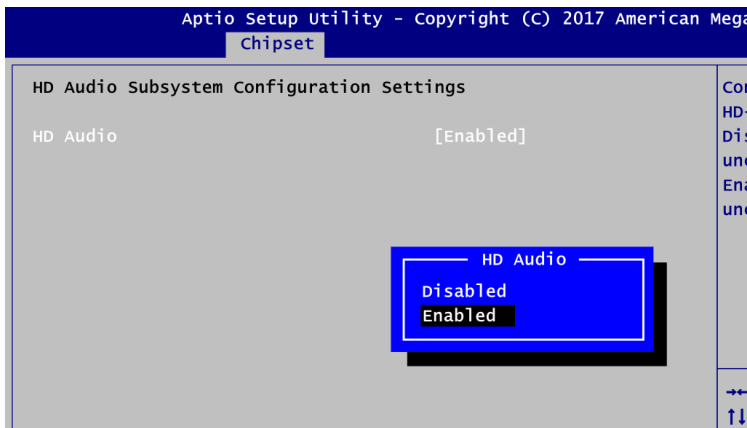 Aptio Setup Utility - Copyright (C) 2017 American
Chipset
HD Audio Subsystem Configuration Settings
HD Audio [Enabled]
HD Audio
Disabled
Enabled
→←
↑↓